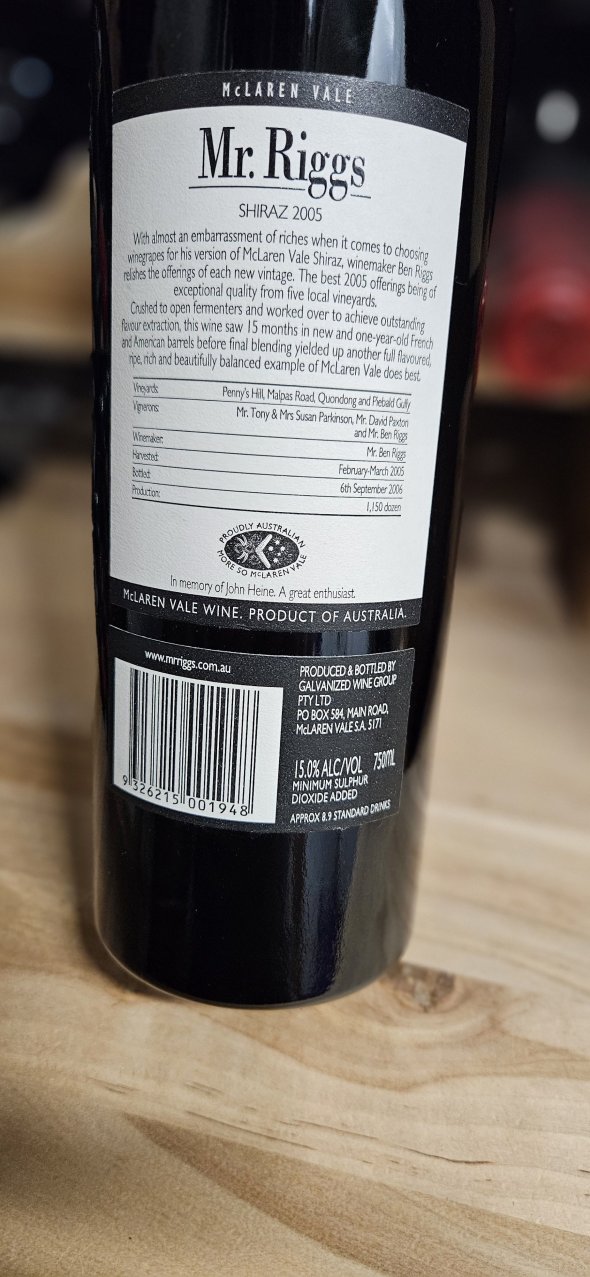 McLAREN VALE
Mr. Riggs
SHIRAZ 2005
With almost an embarrassment of riches when it comes to choosing
winegrapes for his version of McLaren Vale Shiraz, winemaker Ben Riggs
relishes the offerings of each new vintage. The best 2005 offerings being of
exceptional quality from five local vineyards.
Crushed to open fermenters and worked over to achieve outstanding
flavour extraction, this wine saw 15 months in new and one-year-old French
and American barrels before final blending yielded up another full flavoured,
ripe, rich and beautifully balanced example of McLaren Vale does best.
Vineyards: Penny's Hill, Malpas Road, Quondong and Piebald Gully
Vignerons: Mr. Tony & Mrs Susan Parkinson, Mr. David Paxton
and Mr. Ben Riggs
Winemaker: Mr. Ben Riggs
Harvested: February-March 2005
Bottled: 6th September 2006
Production: 1,150 dozen
PROUDLY AUSTRALIAN
MORE SO McLAREN VALE
In memory of John Heine. A great enthusiast.
McLAREN VALE WINE. PRODUCT OF AUSTRALIA.
www.mrriggs.com.au
9 326215 001948
PRODUCED & BOTTLED BY
GALVANIZED WINE GROUP
PTY LTD
PO BOX 584, MAIN ROAD,
McLAREN VALE S.A. 5171
15.0% ALC/VOL 750ML
MINIMUM SULPHUR
DIOXIDE ADDED
APPROX 8.9 STANDARD DRINKS